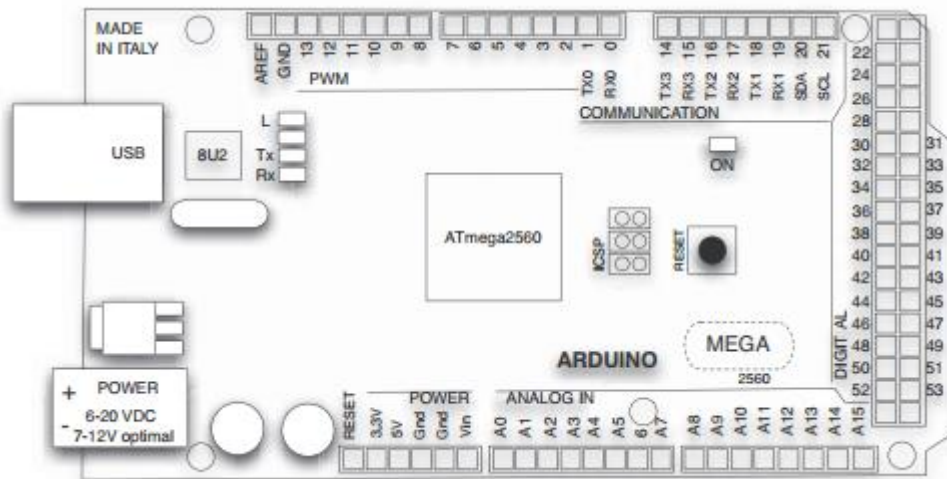 MADE
IN ITALY
AREF GND 13 12 11 10 9 8
7 6 5 4 3 2 1 0
14 15 16 17 18 19 20 21
PWM
TX0 RX0
TX3 RX3 TX2 RX2 TX1 RX1 SDA SCL
COMMUNICATION
USB
8U2
L
Tx
Rx
ON
ATmega2560
ICSP
RESET
22
24
26
28
30 31
32 33
34 35
36 37
38 39
40 41
42 43
44 45
46 47
48 49
50 51
52 53
DIGIT AL
ARDUINO
MEGA
2560
+ POWER
6-20 VDC
- 7-12V optimal
POWER
ANALOG IN
RESET 3.3V 5V Gnd Gnd Vin
A0 A1 A2 A3 A4 A5 6 A7
A8 A9 A10 A11 A12 A13 A14 A15